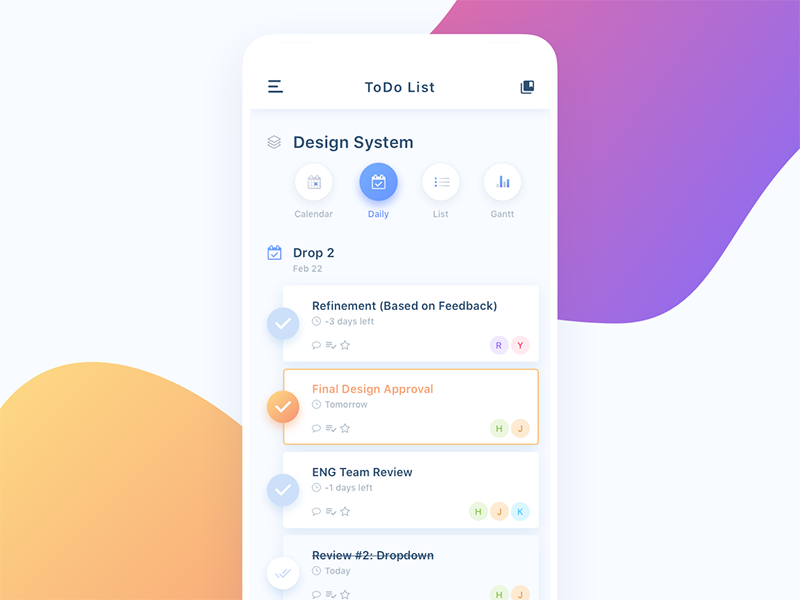 ToDo List
Design System
Calendar Daily List Gantt
Drop 2
Feb 22
Refinement (Based on Feedback)
-3 days left
R Y
Final Design Approval
Tomorrow
H J
ENG Team Review
-1 days left
H J K
Review #2: Dropdown
Today
H J